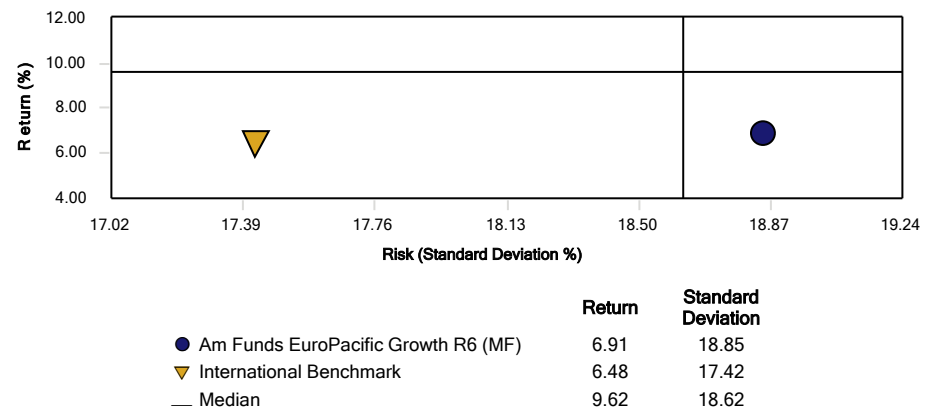 12.00
10.00
8.00
6.00
4.00
Return (%)
17.02 17.39 17.76 18.13 18.50 18.87 19.24
Risk (Standard Deviation %)
Return Standard Deviation
Am Funds EuroPacific Growth R6 (MF) 6.91 18.85
International Benchmark 6.48 17.42
Median 9.62 18.62